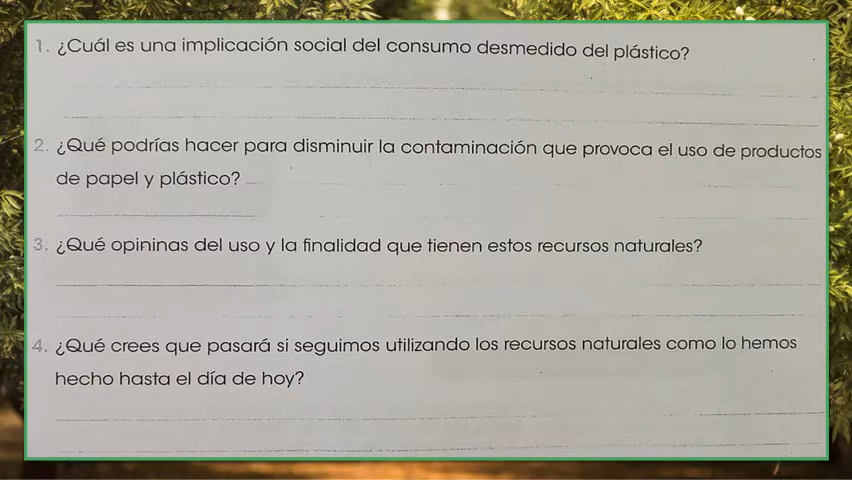 1. ¿Cuál es una implicación social del consumo desmedido del plástico?
2. ¿Qué podrías hacer para disminuir la contaminación que provoca el uso de productos
de papel y plástico?
3. ¿Qué opininas del uso y la finalidad que tienen estos recursos naturales?
4. ¿Qué crees que pasará si seguimos utilizando los recursos naturales como lo hemos
hecho hasta el día de hoy?